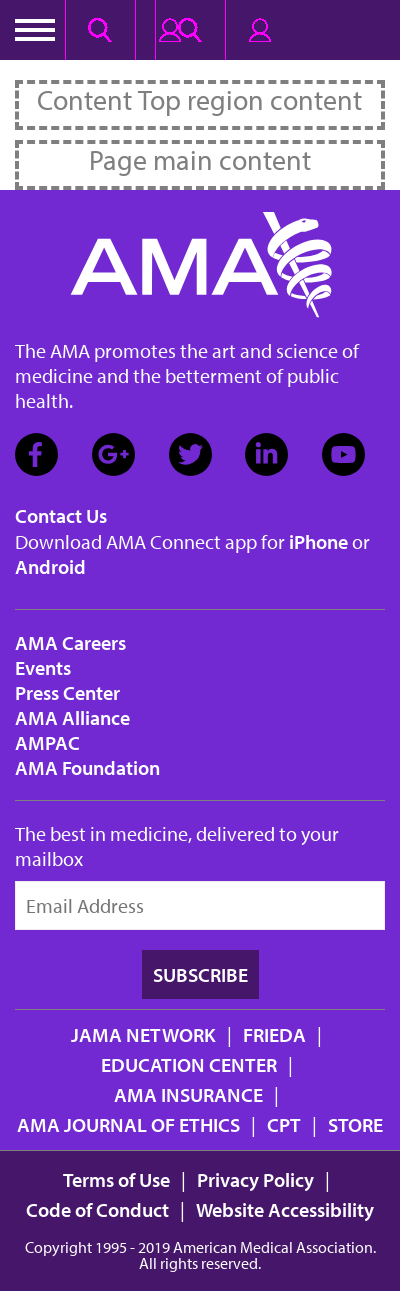 Content Top region content
Page main content
AMA
The AMA promotes the art and science of
medicine and the betterment of public
health.
Contact Us
Download AMA Connect app for iPhone or
Android
AMA Careers
Events
Press Center
AMA Alliance
AMPAC
AMA Foundation
The best in medicine, delivered to your
mailbox
Email Address
SUBSCRIBE
JAMA NETWORK | FRIEDA |
EDUCATION CENTER |
AMA INSURANCE |
AMA JOURNAL OF ETHICS | CPT | STORE
Terms of Use | Privacy Policy |
Code of Conduct | Website Accessibility
Copyright 1995 - 2019 American Medical Association.
All rights reserved.